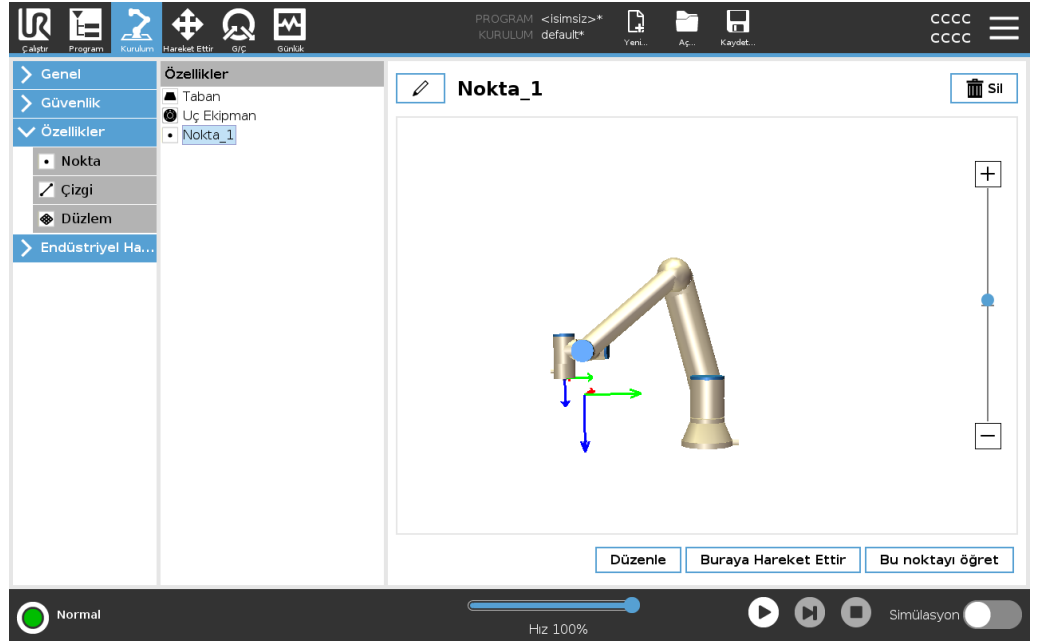 UR
PROGRAM <isimsiz>*
KURULUM default*
Çalıştır Program Kurulum Hareket Ettir G/Ç Günlük
Yeni... Aç... Kaydet...
CCCC
CCCC
Genel
Güvenlik
Özellikler
Nokta
Çizgi
Düzlem
Endüstriyel Ha...
Özellikler
Taban
Uç Ekipman
Nokta_1
Nokta_1
Sil
Düzenle
Buraya Hareket Ettir
Bu noktayı öğret
Normal
Hız 100%
Simülasyon